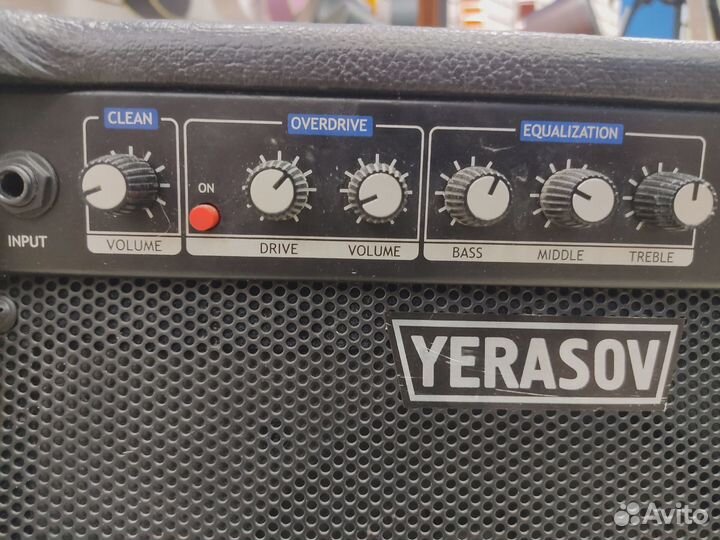 CLEAN
OVERDRIVE
EQUALIZATION
ON
INPUT
VOLUME
DRIVE
VOLUME
BASS
MIDDLE
TREBLE
YERASOV
Avito